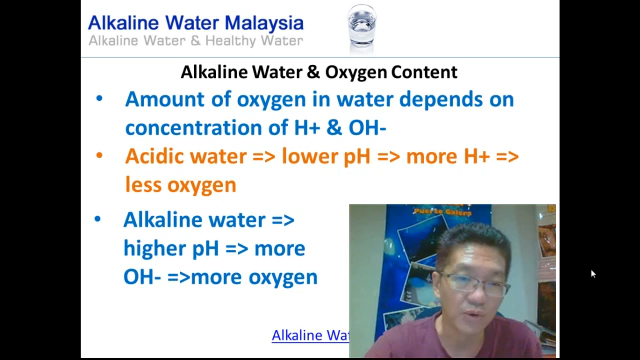 Alkaline Water Malaysia
Alkaline Water & Healthy Water
Alkaline Water & Oxygen Content
• Amount of oxygen in water depends on
concentration of H+ & OH-
• Acidic water => lower pH => more H+ =>
less oxygen
• Alkaline water =>
higher pH => more
OH- =>more oxygen
Alkaline Wat